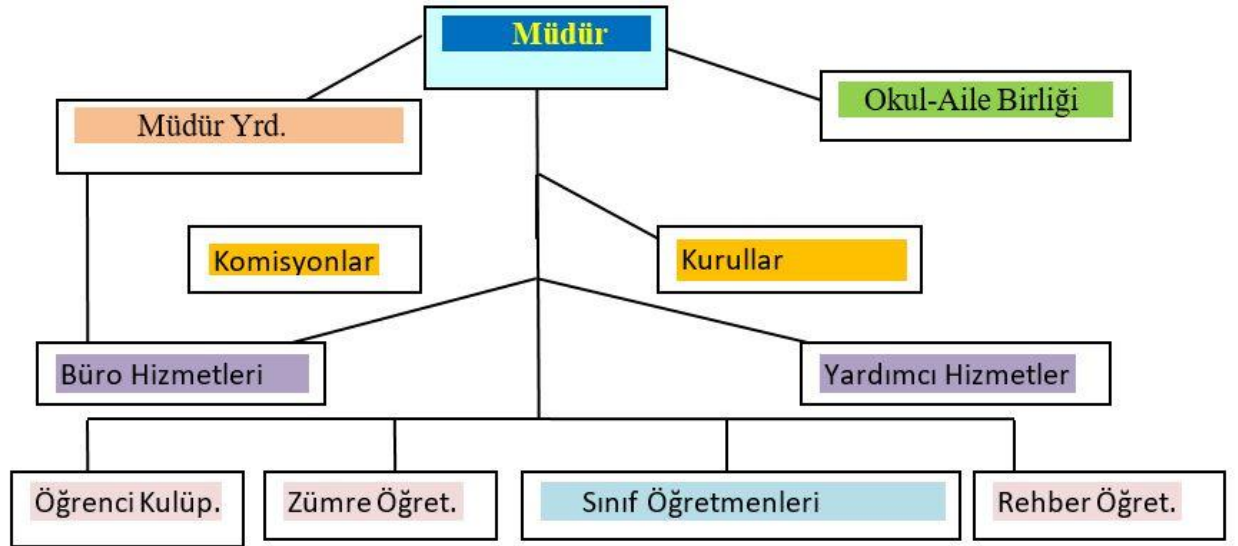 Müdür
Okul-Aile Birliği
Müdür Yrd.
Komisyonlar
Kurullar
Büro Hizmetleri
Yardımcı Hizmetler
Öğrenci Kulüp.
Zümre Öğret.
Sınıf Öğretmenleri
Rehber Öğret.